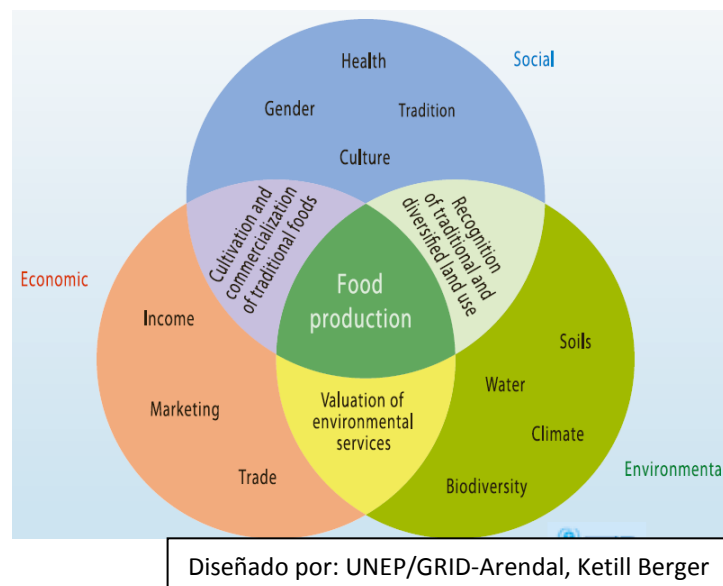 Health
Social
Gender
Tradition
Culture
Cultivation and
commercialization
of traditional foods
Recognition
of traditional and
diversified land use
Economic
Food
production
Income
Soils
Water
Valuation of
environmental
services
Marketing
Climate
Trade
Biodiversity
Environmenta
Diseñado por: UNEP/GRID-Arendal, Ketill Berger